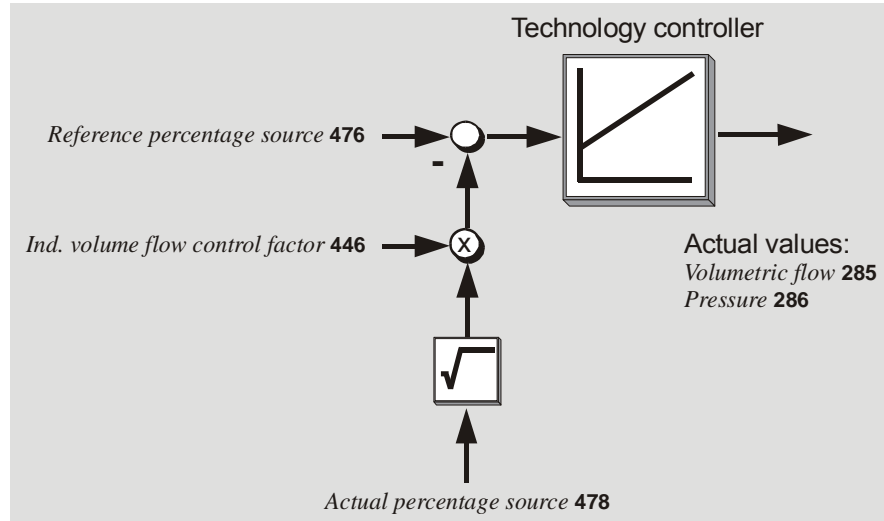 Technology controller
Reference percentage source 476
-
Ind. volume flow control factor 446
X
Actual values:
Volumetric flow 285
Pressure 286
√
Actual percentage source 478